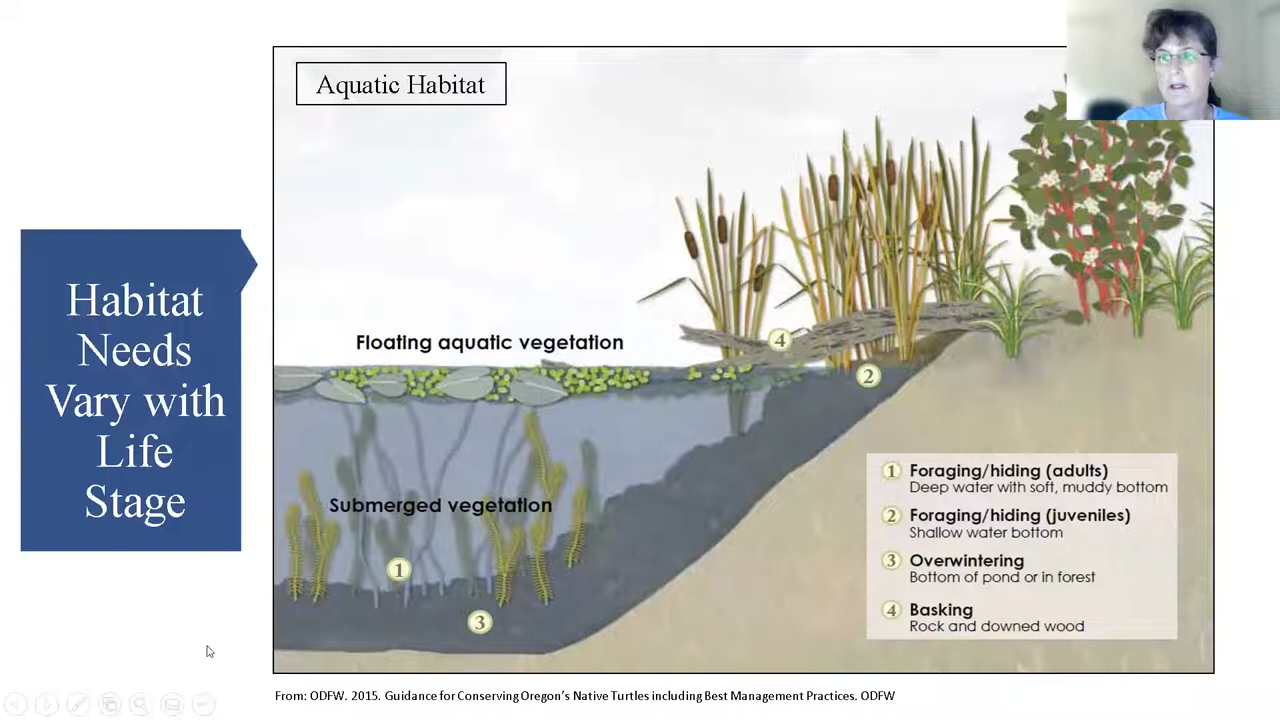 Aquatic Habitat
Habitat
Needs
Vary with
Life
Stage
Floating aquatic vegetation
Submerged vegetation
4
2
1
3
1 Foraging/hiding (adults)
Deep water with soft, muddy bottom
2 Foraging/hiding (juveniles)
Shallow water bottom
3 Overwintering
Bottom of pond or in forest
4 Basking
Rock and downed wood
From: ODFW. 2015. Guidance for Conserving Oregon's Native Turtles including Best Management Practices. ODFW